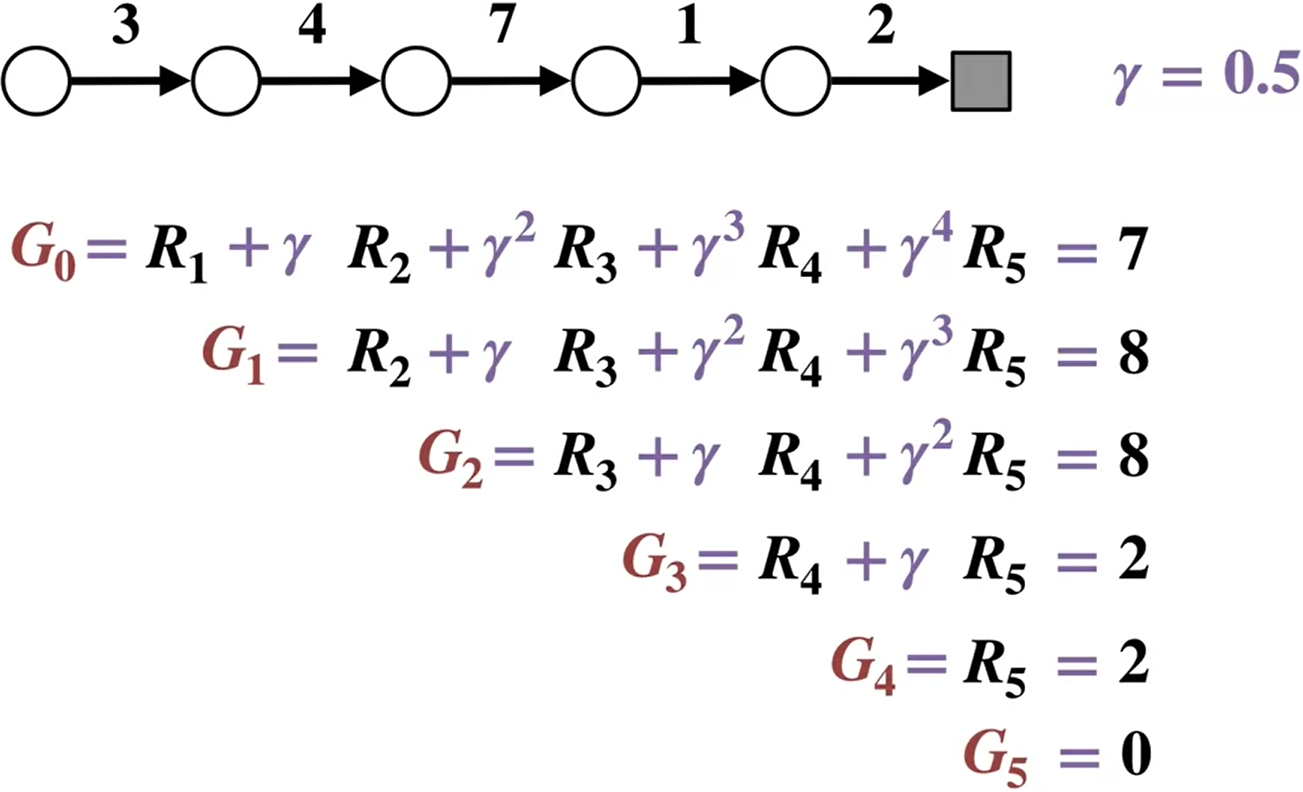 3 4 7 1 2
γ = 0.5
G₀ = R₁ + γ R₂ + γ² R₃ + γ³ R₄ + γ⁴ R₅ = 7
G₁ = R₂ + γ R₃ + γ² R₄ + γ³ R₅ = 8
G₂ = R₃ + γ R₄ + γ² R₅ = 8
G₃ = R₄ + γ R₅ = 2
G₄ = R₅ = 2
G₅ = 0